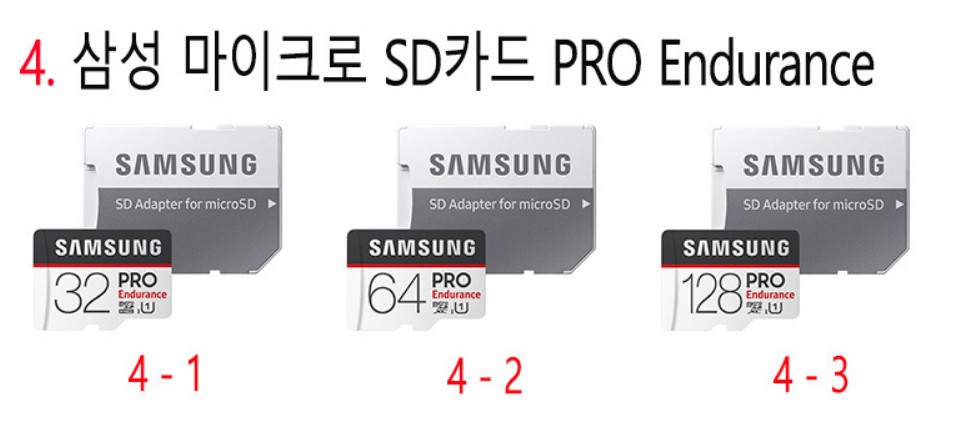 4. 삼성 마이크로 SD카드 PRO Endurance
SAMSUNG
SD Adapter for microSD
SAMSUNG
32 PRO
Endurance
4 - 1
SAMSUNG
SD Adapter for microSD
SAMSUNG
64 PRO
Endurance
4 - 2
SAMSUNG
SD Adapter for microSD
SAMSUNG
128 PRO
Endurance
4 - 3